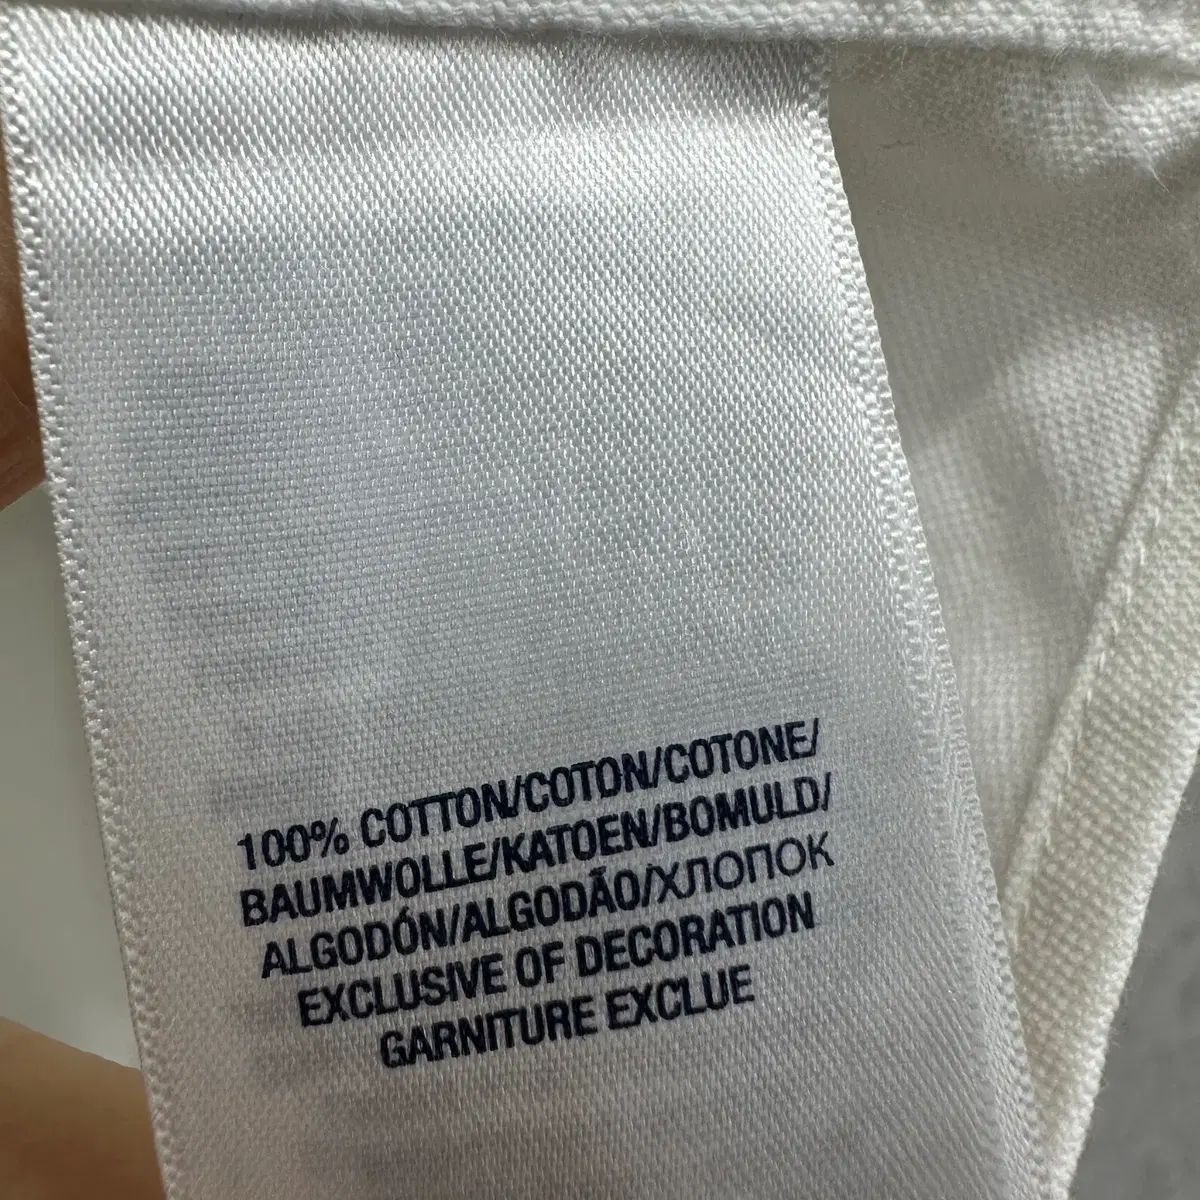 100% COTTON/COTON/COTONE/
BAUMWOLLE/KATOEN/BOMULD/
ALGODÓN/ALGODÃO/ХЛОПОК
EXCLUSIVE OF DECORATION
GARNITURE EXCLUE